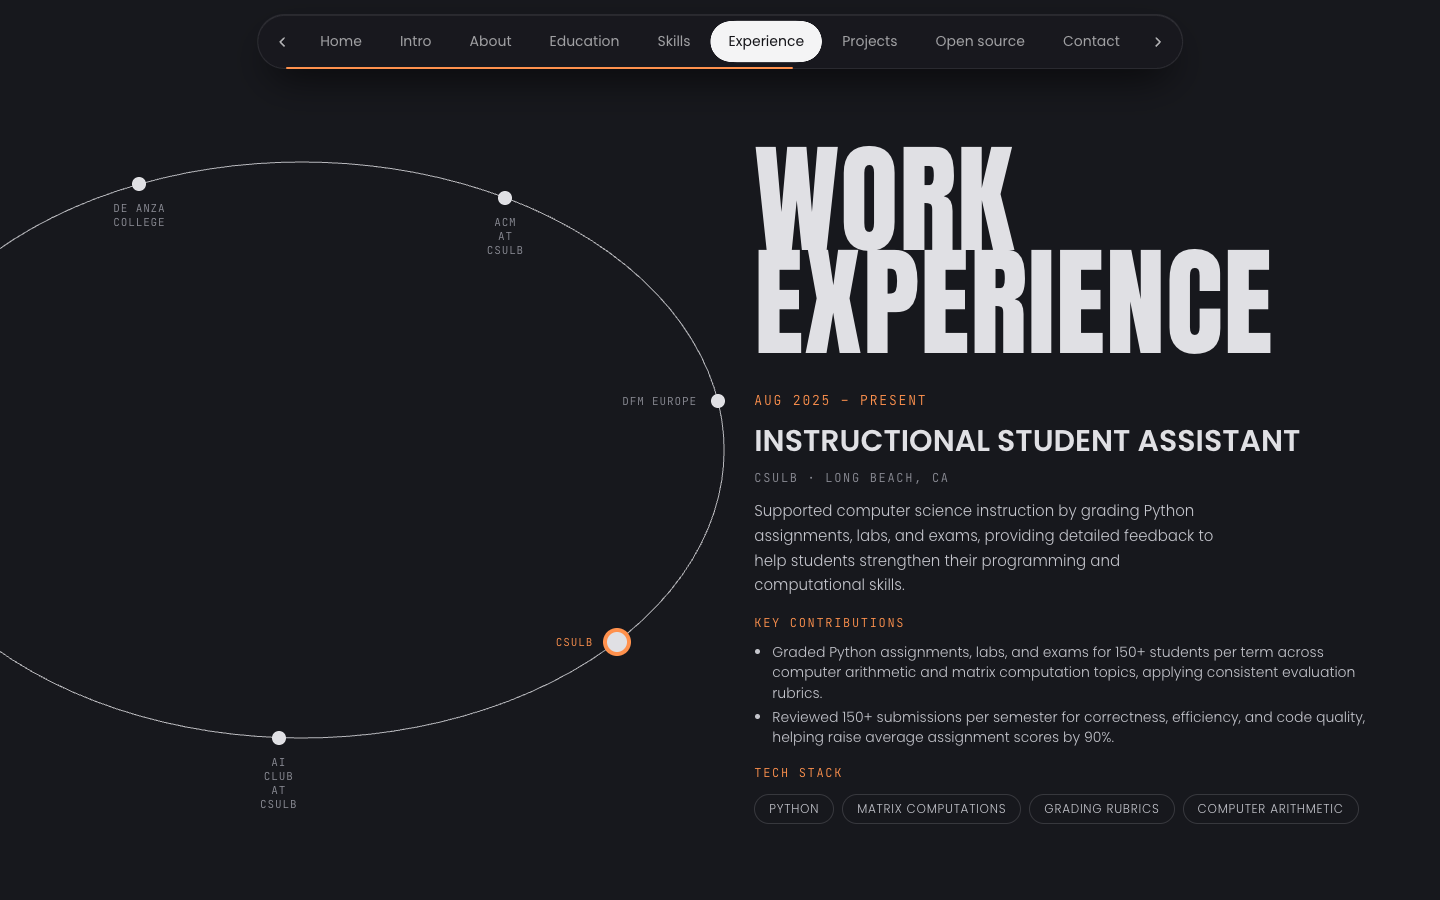 Home
Intro
About
Education
Skills
Experience
Projects
Open source
Contact
DE ANZA
COLLEGE
ACM
AT
CSULB
DFM EUROPE
CSULB
AI
CLUB
AT
CSULB
WORK
EXPERIENCE
AUG 2025 – PRESENT
INSTRUCTIONAL STUDENT ASSISTANT
CSULB · LONG BEACH, CA
Supported computer science instruction by grading Python
assignments, labs, and exams, providing detailed feedback to
help students strengthen their programming and
computational skills.
KEY CONTRIBUTIONS
• Graded Python assignments, labs, and exams for 150+ students per term across
computer arithmetic and matrix computation topics, applying consistent evaluation
rubrics.
• Reviewed 150+ submissions per semester for correctness, efficiency, and code quality,
helping raise average assignment scores by 90%.
TECH STACK
PYTHON
MATRIX COMPUTATIONS
GRADING RUBRICS
COMPUTER ARITHMETIC